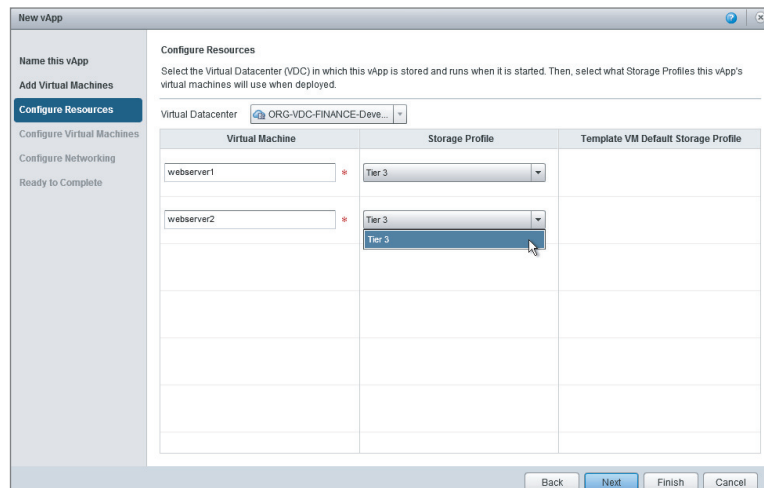 New vApp
Name this vApp
Add Virtual Machines
Configure Resources
Configure Virtual Machines
Configure Networking
Ready to Complete
Configure Resources
Select the Virtual Datacenter (VDC) in which this vApp is stored and runs when it is started. Then, select what Storage Profiles this vApp's
virtual machines will use when deployed.
Virtual Datacenter ORG-VDC-FINANCE-Deve...
Virtual Machine Storage Profile Template VM Default Storage Profile
webserver1 * Tier 3
webserver2 * Tier 3
Tier 3
Back Next Finish Cancel